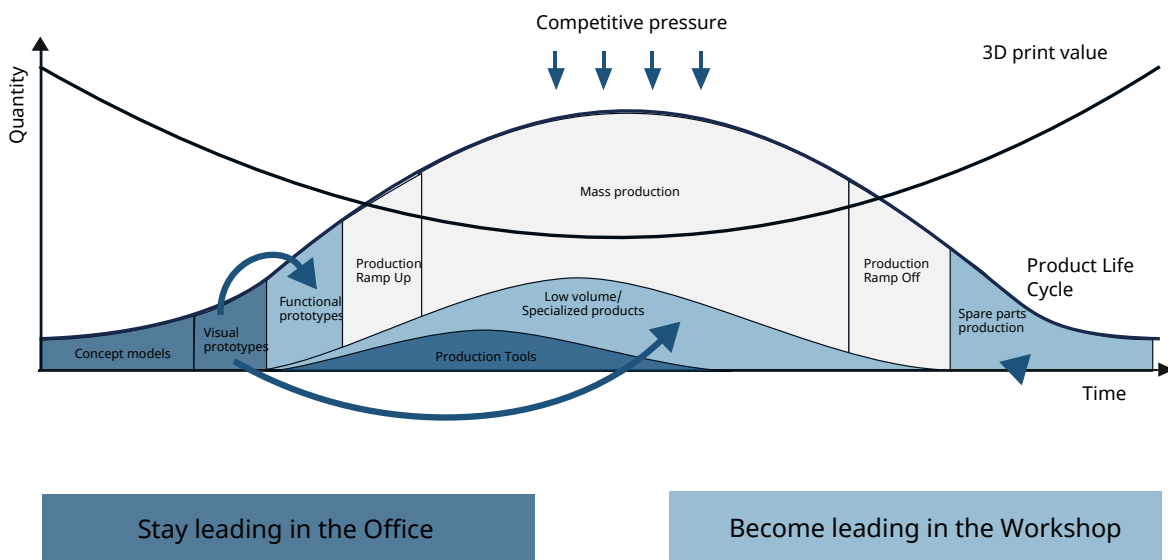 Competitive pressure
3D print value
Quantity
Mass production
Production
Ramp Up
Production
Ramp Off
Product Life
Cycle
Functional
prototypes
Low volume/
Specialized products
Spare parts
production
Visual
prototypes
Concept models
Production Tools
Time
Stay leading in the Office
Become leading in the Workshop